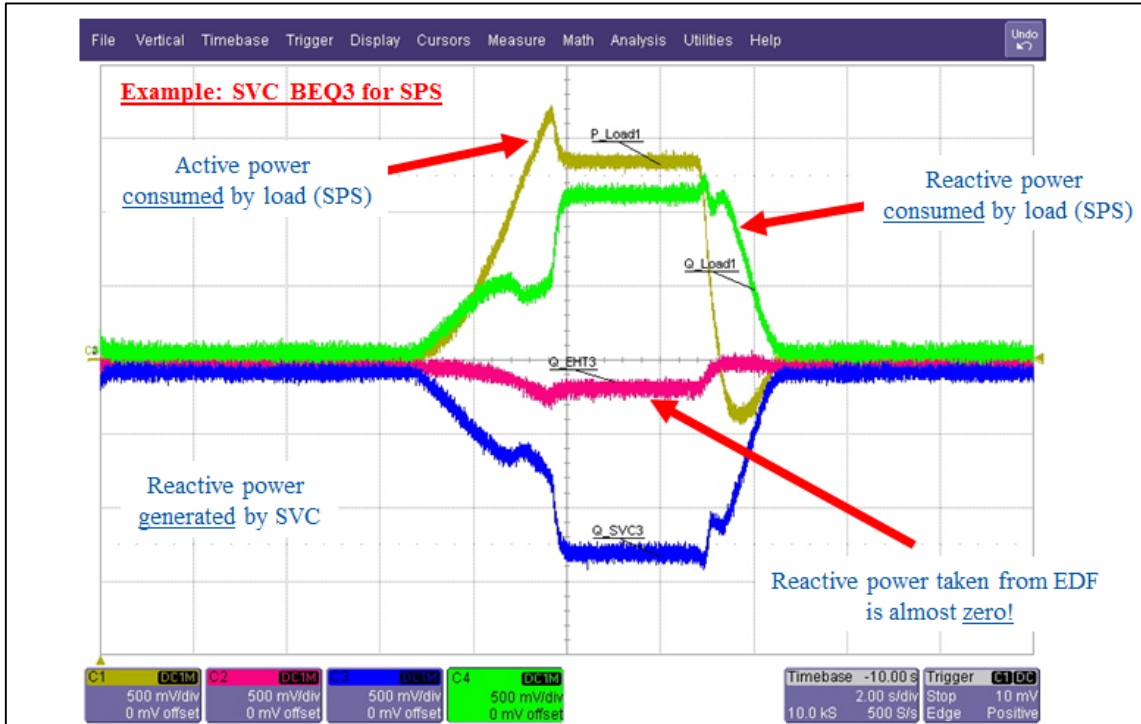 File Vertical Timebase Trigger Display Cursors Measure Math Analysis Utilities Help
Undo
Example: SVC BEQ3 for SPS
P_Load1
Active power
consumed by load (SPS)
Reactive power
consumed by load (SPS)
Q_Load1
Q_EHT3
Reactive power
generated by SVC
Q_SVC3
Reactive power taken from EDF
is almost zero!
C1 DC1M
500 mV/div
0 mV offset
C2 DC1M
500 mV/div
0 mV offset
C3 DC1M
500 mV/div
0 mV offset
C4 DC1M
500 mV/div
0 mV offset
Timebase -10.00 s
2.00 s/div
10.0 kS 500 S/s
Trigger C1 DC
Stop 10 mV
Edge Positive